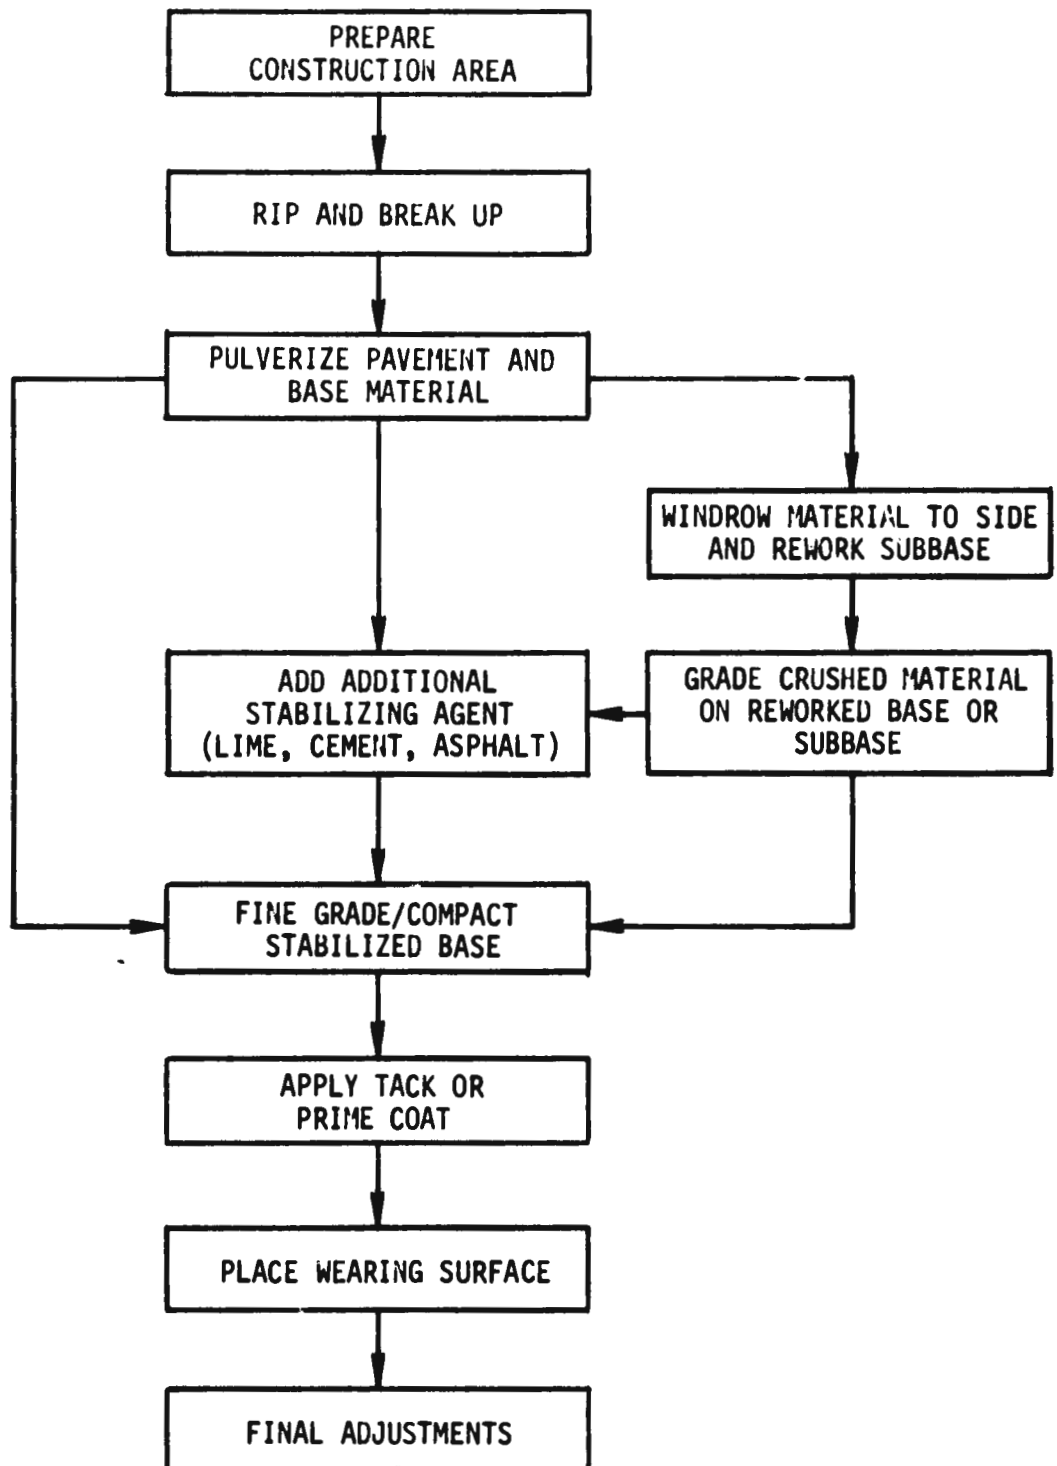 PREPARE
CONSTRUCTION AREA
RIP AND BREAK UP
PULVERIZE PAVEMENT AND
BASE MATERIAL
WINDROW MATERIAL TO SIDE
AND REWORK SUBBASE
ADD ADDITIONAL
STABILIZING AGENT
(LIME, CEMENT, ASPHALT)
GRADE CRUSHED MATERIAL
ON REWORKED BASE OR
SUBBASE
FINE GRADE/COMPACT
STABILIZED BASE
APPLY TACK OR
PRIME COAT
PLACE WEARING SURFACE
FINAL ADJUSTMENTS